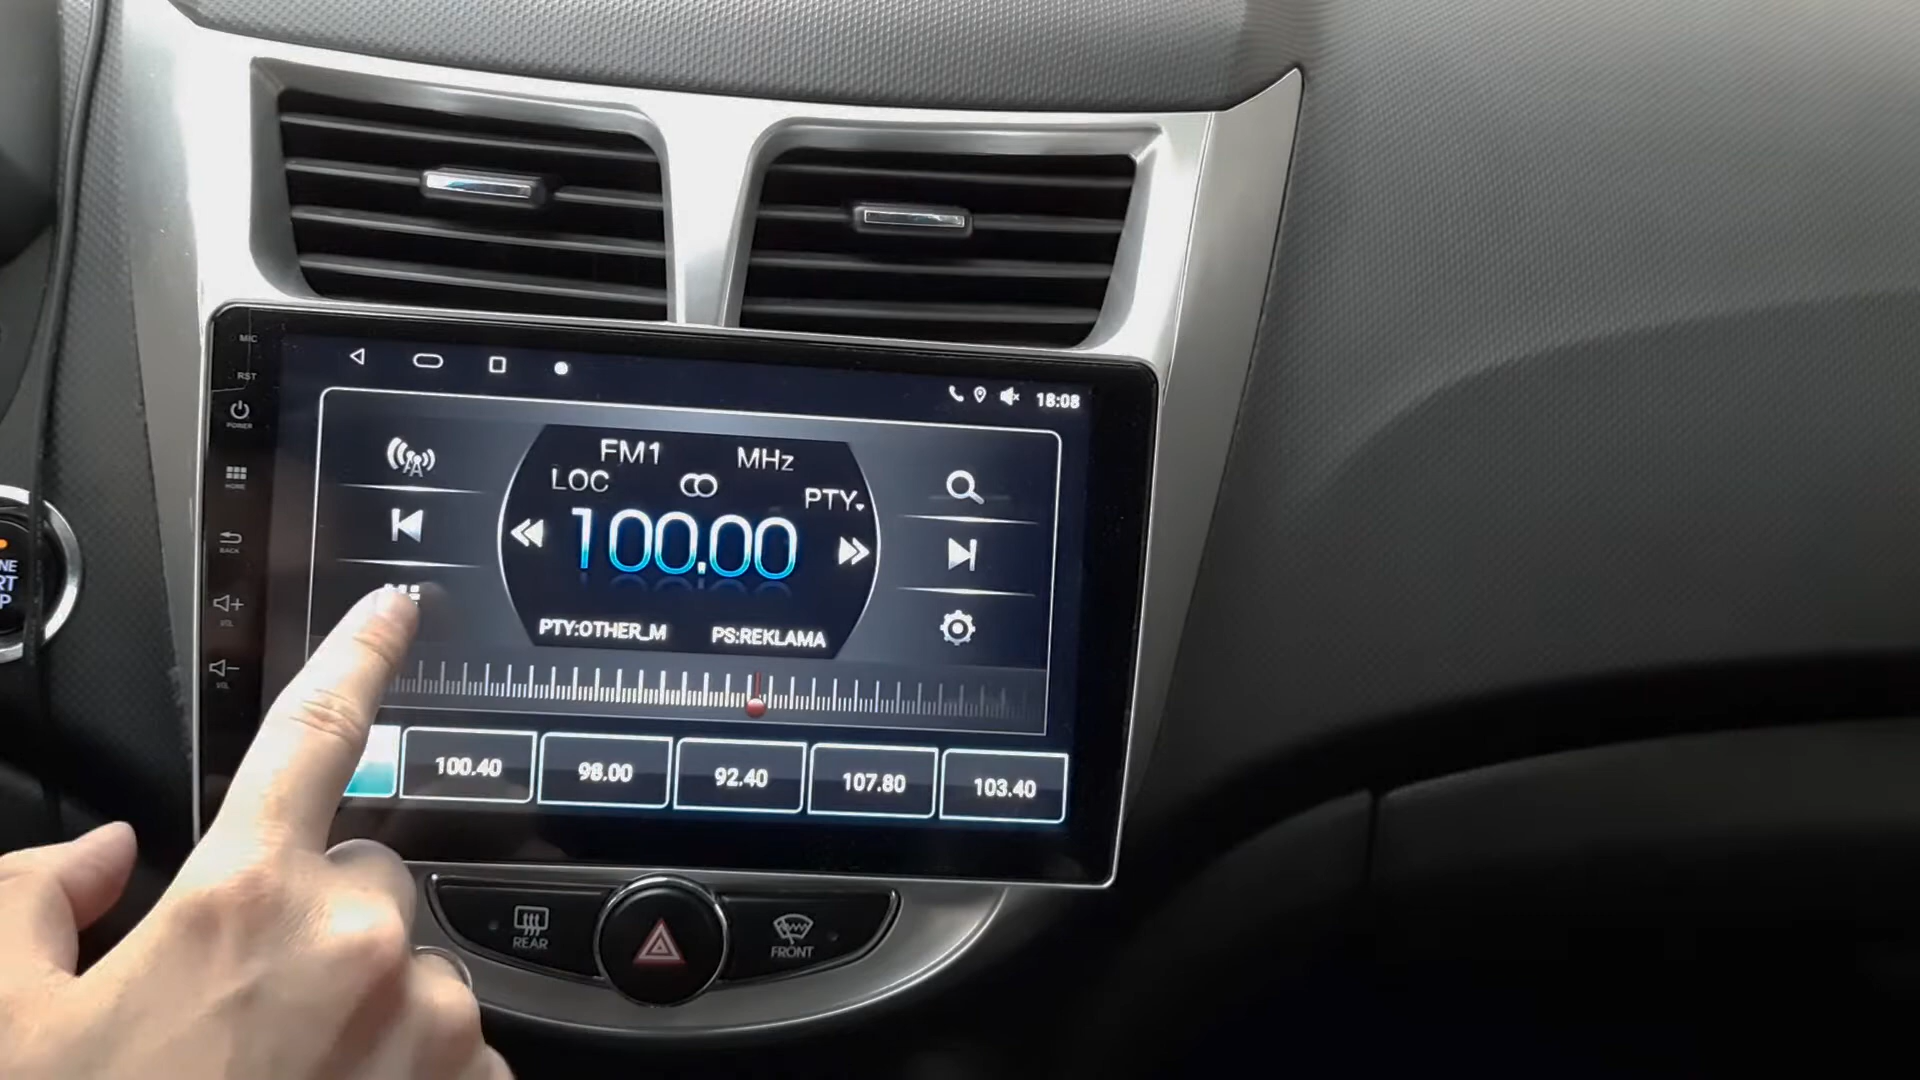 MIC
RST
POWER
HOME
BACK
VOL
VOL
18:08
FM1
MHz
LOC
PTY
100.00
PTY:OTHER_M
PS:REKLAMA
100.40
98.00
92.40
107.80
103.40
REAR
FRONT